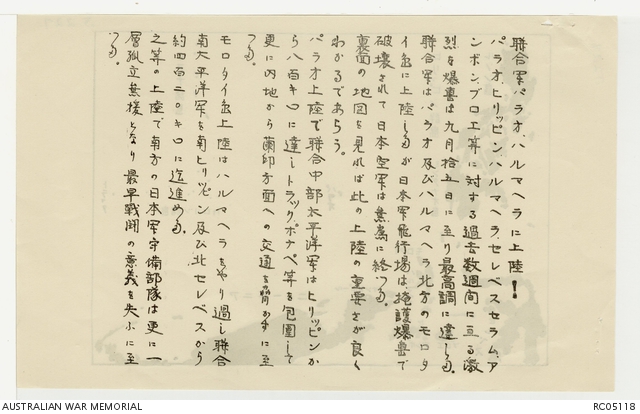 聯合軍パラオ、ハルマヘラに上陸！
パラオ、ヒリッピン、ハルマヘラ、セレベス、セラム、ア
ンボン、ブロ工等に対する過去数週间に亘る激
烈な爆撃は九月拾五日に至り最高調に達した。
聯合軍はパラオ及びハルマヘラ北方のモロタ
イ島に上陸したが日本軍飛行場は掩護爆撃で
破壊されて日本空軍は無為に終った。
裏面の地図を見れば此の上陸の重要さが良く
わかるであらう。
パラオ上陸で聯合中部太平洋軍はヒリッピンか
ら八百キロに達しトラック、ポナペ等を包囲して
更に内地から蘭印方面への交通を脅かすに至
った。
モロタイ島上陸はハルマヘラをやり過し聯合
南太平洋軍を南ヒリッピン及び北セレベスから
約四百二〇キロに迄進めた。
之等の上陸で南方の日本軍守備部隊は更に一
層孤立無援となり最早戦闘の意義を失ふに至
った。
AUSTRALIAN WAR MEMORIAL
RC05118